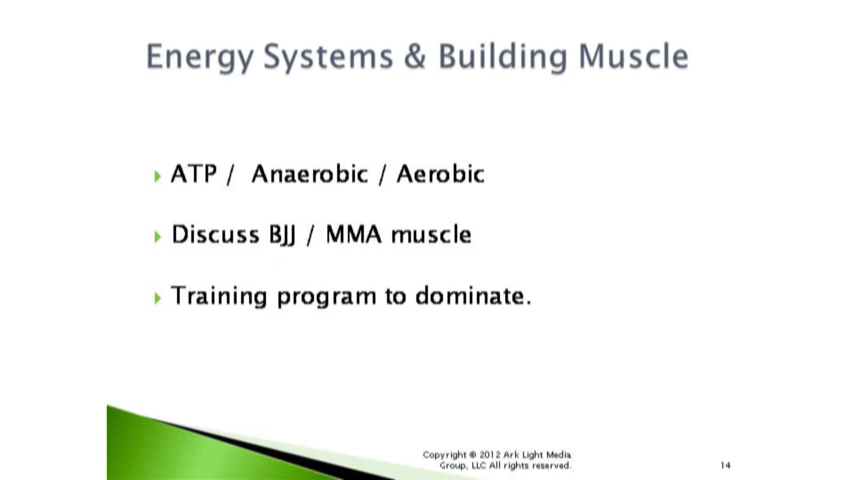 Energy Systems & Building Muscle
ATP / Anaerobic / Aerobic
Discuss BJJ / MMA muscle
Training program to dominate.
Copyright © 2012 Ark Light Media
Group, LLC All rights reserved.
14